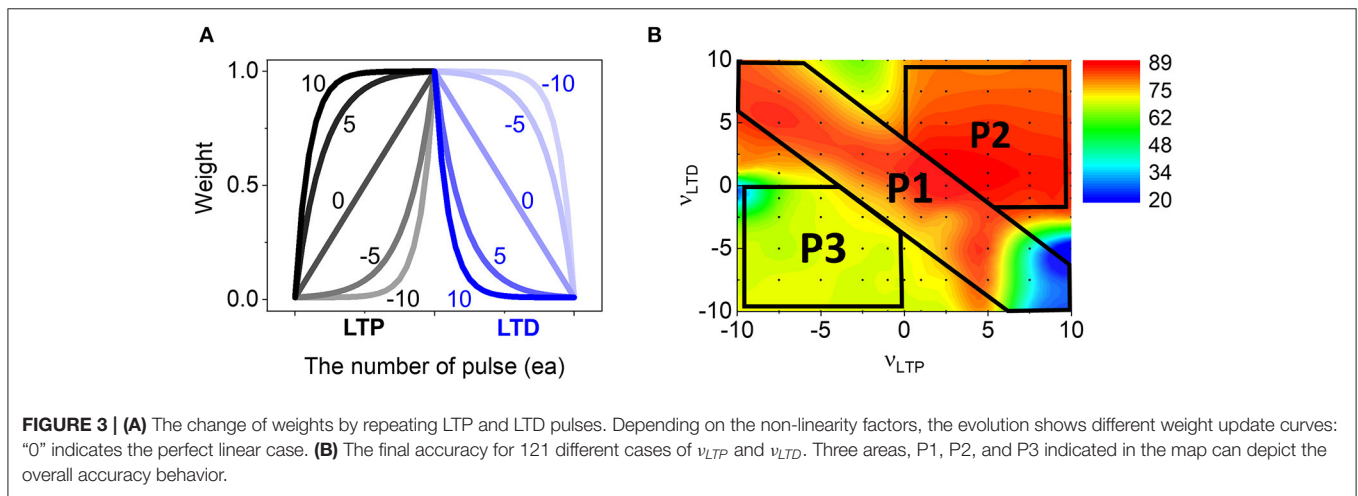 A
Weight
1.0
0.5
0.0
10
5
0
-5
-10
-10
-5
0
5
10
LTP
LTD
The number of pulse (ea)
B
νLTD
10
5
0
-5
-10
P1
P2
P3
-10
-5
0
5
10
νLTP
89
75
62
48
34
20
FIGURE 3 | (A) The change of weights by repeating LTP and LTD pulses. Depending on the non-linearity factors, the evolution shows different weight update curves:
“0” indicates the perfect linear case. (B) The final accuracy for 121 different cases of νLTP and νLTD. Three areas, P1, P2, and P3 indicated in the map can depict the
overall accuracy behavior.